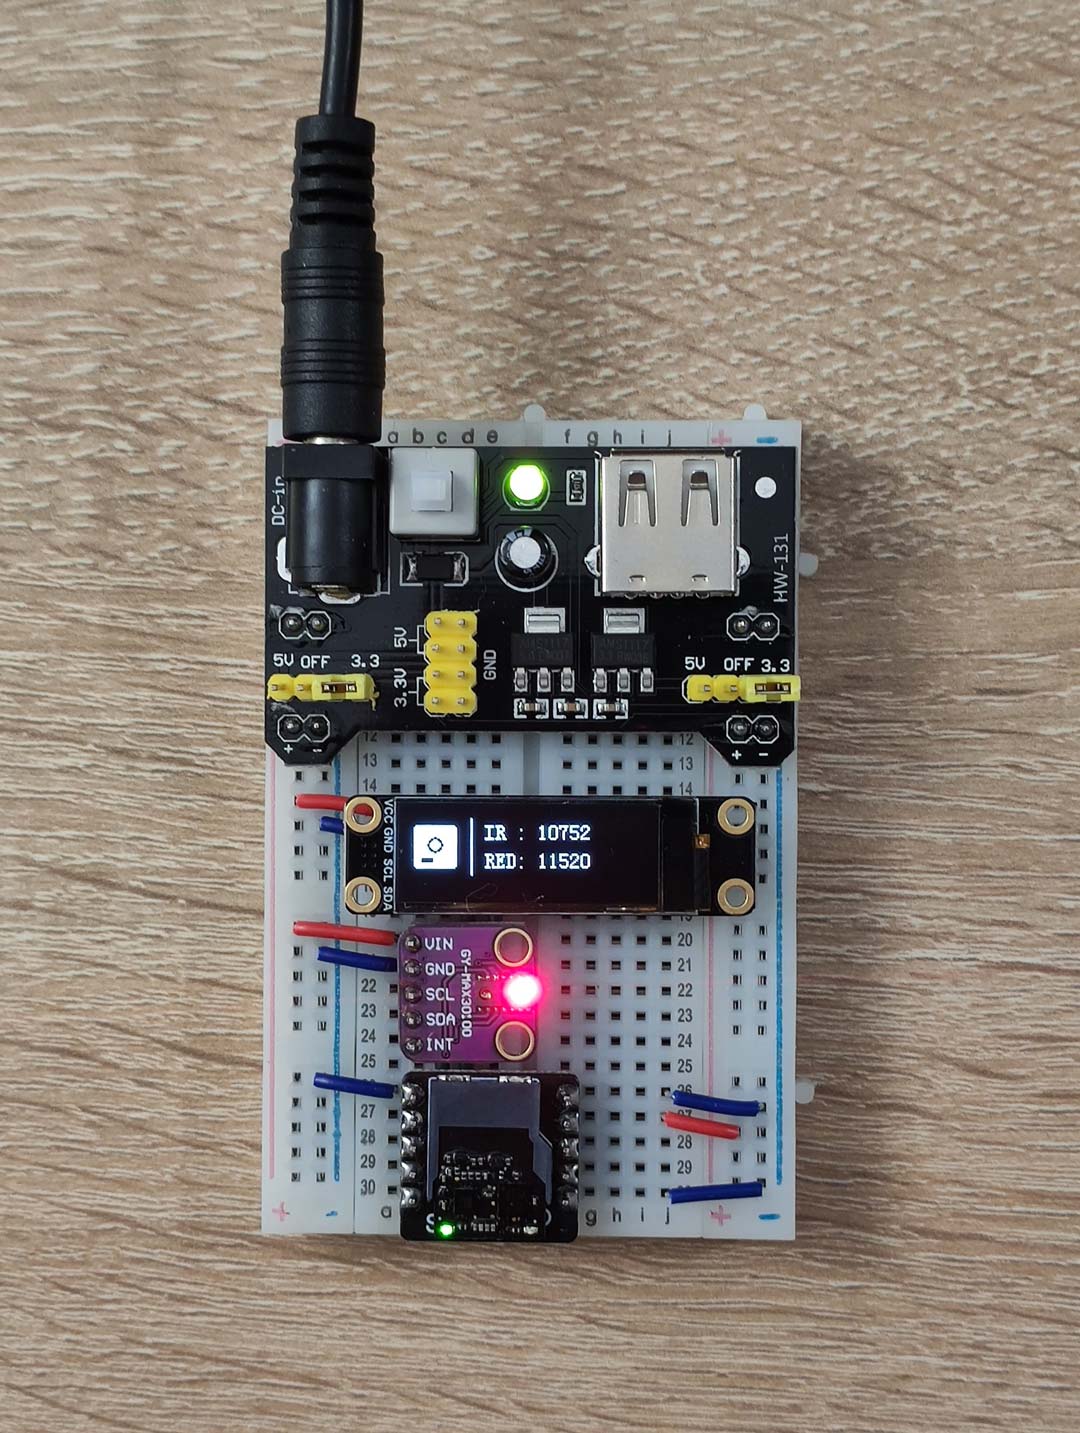 a b c d e f g h i j + -
DC-in
HW-131
5V
GND
3.3V
5V OFF 3.3
5V OFF 3.3
+ -
+ -
12 12
13 13
14 14
VCC GND SCL SDA
IR : 10752
RED: 11520
20
VIN
GND
SCL
SDA
INT
GY-MAX30100
21
22 22
23 23
24 24
25 25
26
27 27
28 28
29 29
30
+ - a g h i j + -